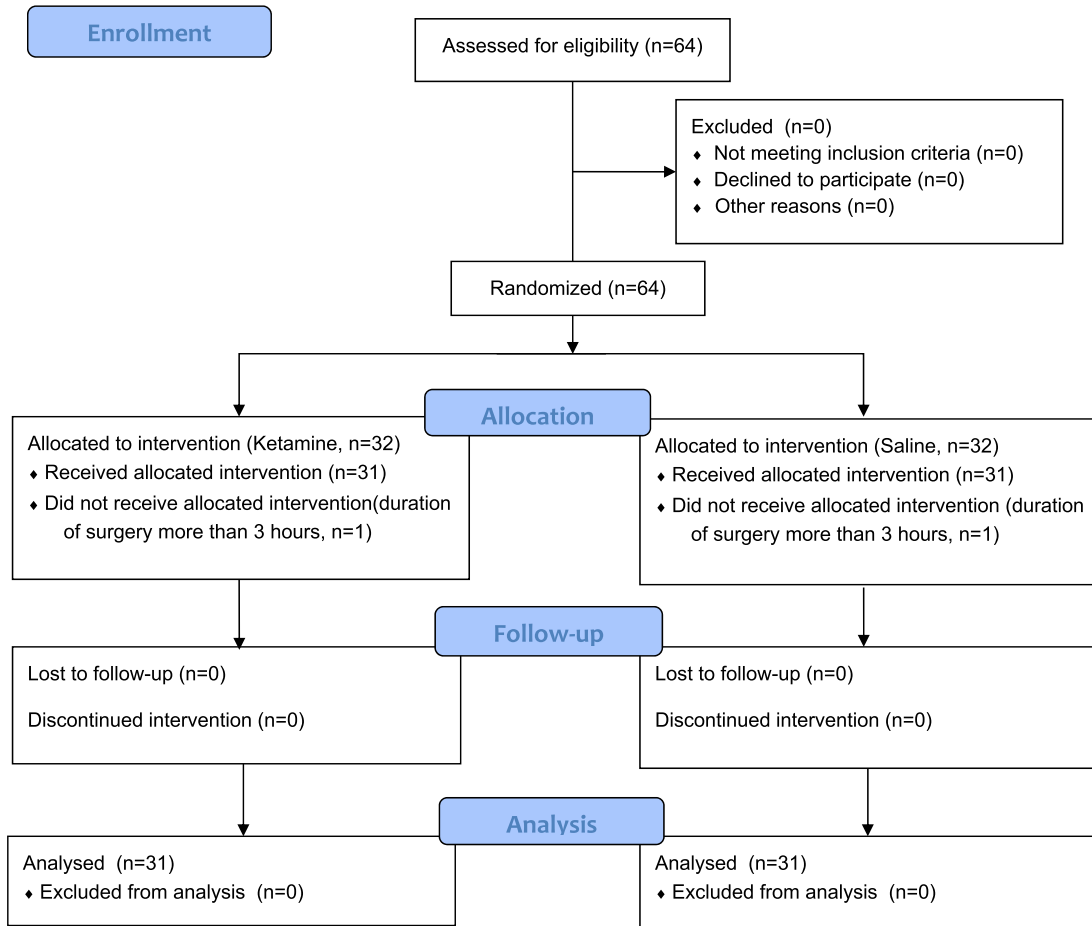 Enrollment
Assessed for eligibility (n=64)
Excluded (n=0)
♦ Not meeting inclusion criteria (n=0)
♦ Declined to participate (n=0)
♦ Other reasons (n=0)
Randomized (n=64)
Allocation
Allocated to intervention (Ketamine, n=32)
♦ Received allocated intervention (n=31)
♦ Did not receive allocated intervention(duration
of surgery more than 3 hours, n=1)
Allocated to intervention (Saline, n=32)
♦ Received allocated intervention (n=31)
♦ Did not receive allocated intervention (duration
of surgery more than 3 hours, n=1)
Follow-up
Lost to follow-up (n=0)
Discontinued intervention (n=0)
Lost to follow-up (n=0)
Discontinued intervention (n=0)
Analysis
Analysed (n=31)
♦ Excluded from analysis (n=0)
Analysed (n=31)
♦ Excluded from analysis (n=0)